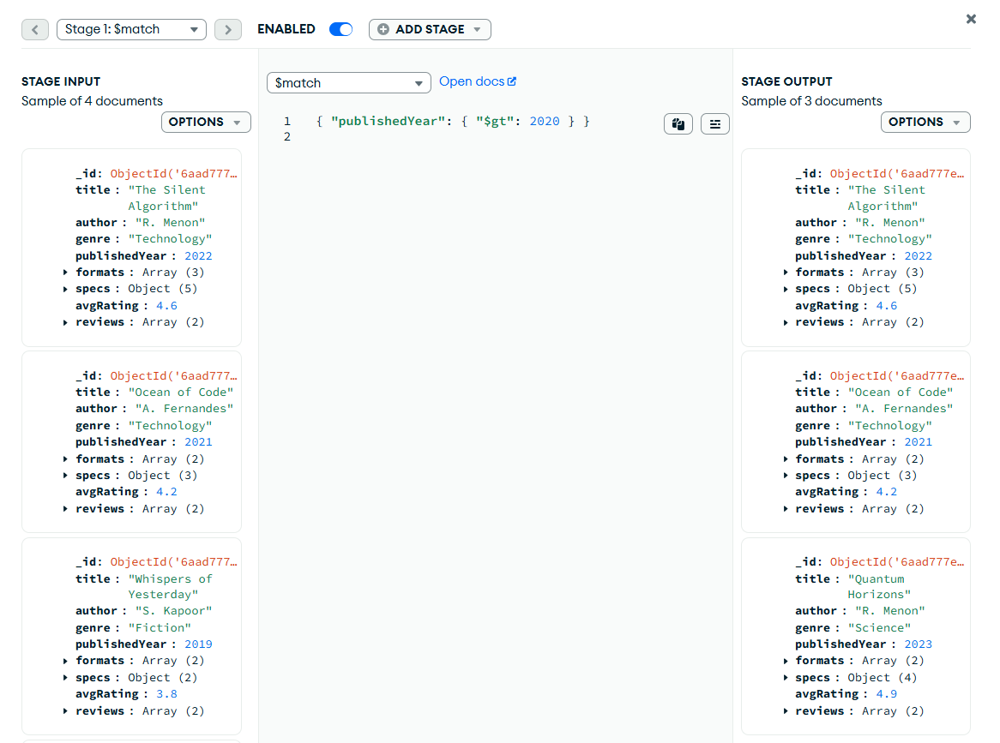 Stage 1: $match
ENABLED
ADD STAGE
STAGE INPUT
Sample of 4 documents
OPTIONS
_id: ObjectId('6aad777…
title : "The Silent
Algorithm"
author : "R. Menon"
genre : "Technology"
publishedYear : 2022
formats : Array (3)
specs : Object (5)
avgRating : 4.6
reviews : Array (2)
_id: ObjectId('6aad777…
title : "Ocean of Code"
author : "A. Fernandes"
genre : "Technology"
publishedYear : 2021
formats : Array (2)
specs : Object (3)
avgRating : 4.2
reviews : Array (2)
_id: ObjectId('6aad777…
title : "Whispers of
Yesterday"
author : "S. Kapoor"
genre : "Fiction"
publishedYear : 2019
formats : Array (2)
specs : Object (2)
avgRating : 3.8
reviews : Array (2)
$match
Open docs
1 { "publishedYear": { "$gt": 2020 } }
2
STAGE OUTPUT
Sample of 3 documents
OPTIONS
_id: ObjectId('6aad777e…
title : "The Silent
Algorithm"
author : "R. Menon"
genre : "Technology"
publishedYear : 2022
formats : Array (3)
specs : Object (5)
avgRating : 4.6
reviews : Array (2)
_id: ObjectId('6aad777e…
title : "Ocean of Code"
author : "A. Fernandes"
genre : "Technology"
publishedYear : 2021
formats : Array (2)
specs : Object (3)
avgRating : 4.2
reviews : Array (2)
_id: ObjectId('6aad777e…
title : "Quantum
Horizons"
author : "R. Menon"
genre : "Science"
publishedYear : 2023
formats : Array (2)
specs : Object (4)
avgRating : 4.9
reviews : Array (2)